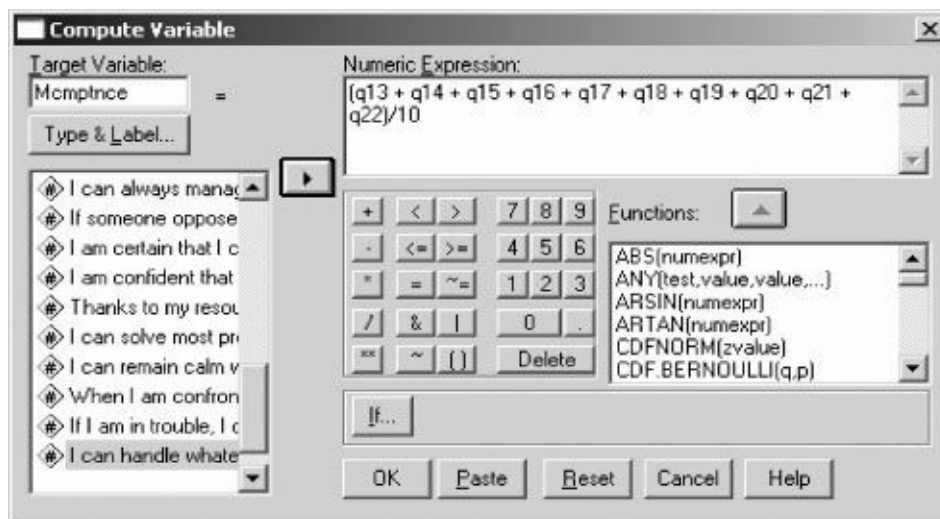 Compute Variable
Target Variable:
Mcmptnce
=
Type & Label...
Numeric Expression:
(q13 + q14 + q15 + q16 + q17 + q18 + q19 + q20 + q21 +
q22)/10
I can always manag
If someone oppose
I am certain that I c
I am confident that
Thanks to my resou
I can solve most pr
I can remain calm w
When I am confron
If I am in trouble, I c
I can handle whate
+ < > 7 8 9
- <= >= 4 5 6
* = ~= 1 2 3
/ & | 0 .
** ~ () Delete
Functions:
ABS(numexpr)
ANY(test,value,value,...)
ARSIN(numexpr)
ARTAN(numexpr)
CDFNORM(zvalue)
CDF.BERNOULLI(q,p)
If...
OK Paste Reset Cancel Help